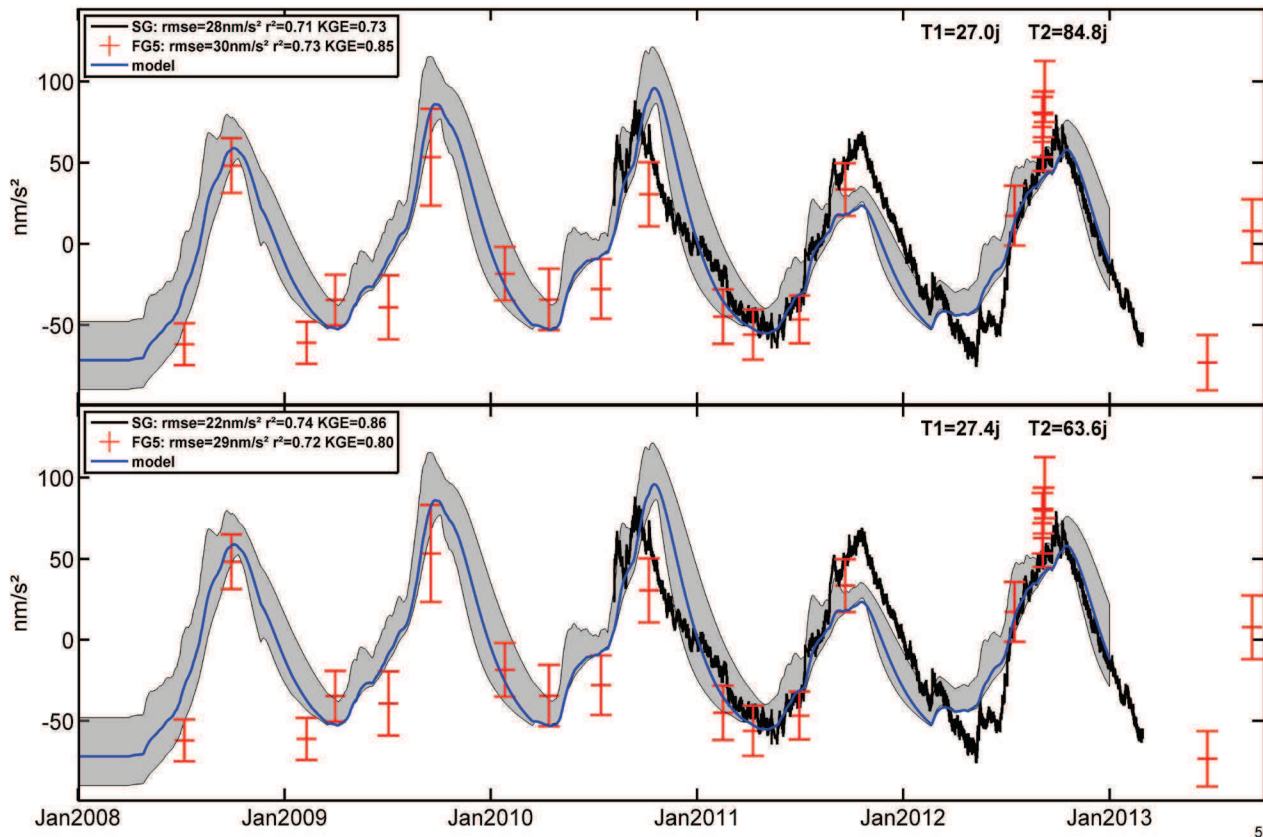 SG: rmse=28nm/s² r²=0.71 KGE=0.73
FG5: rmse=30nm/s² r²=0.73 KGE=0.85
model
T1=27.0j T2=84.8j
100
50
0
-50
nm/s²
SG: rmse=22nm/s² r²=0.74 KGE=0.86
FG5: rmse=29nm/s² r²=0.72 KGE=0.80
model
T1=27.4j T2=63.6j
100
50
0
-50
nm/s²
Jan2008 Jan2009 Jan2010 Jan2011 Jan2012 Jan2013
5